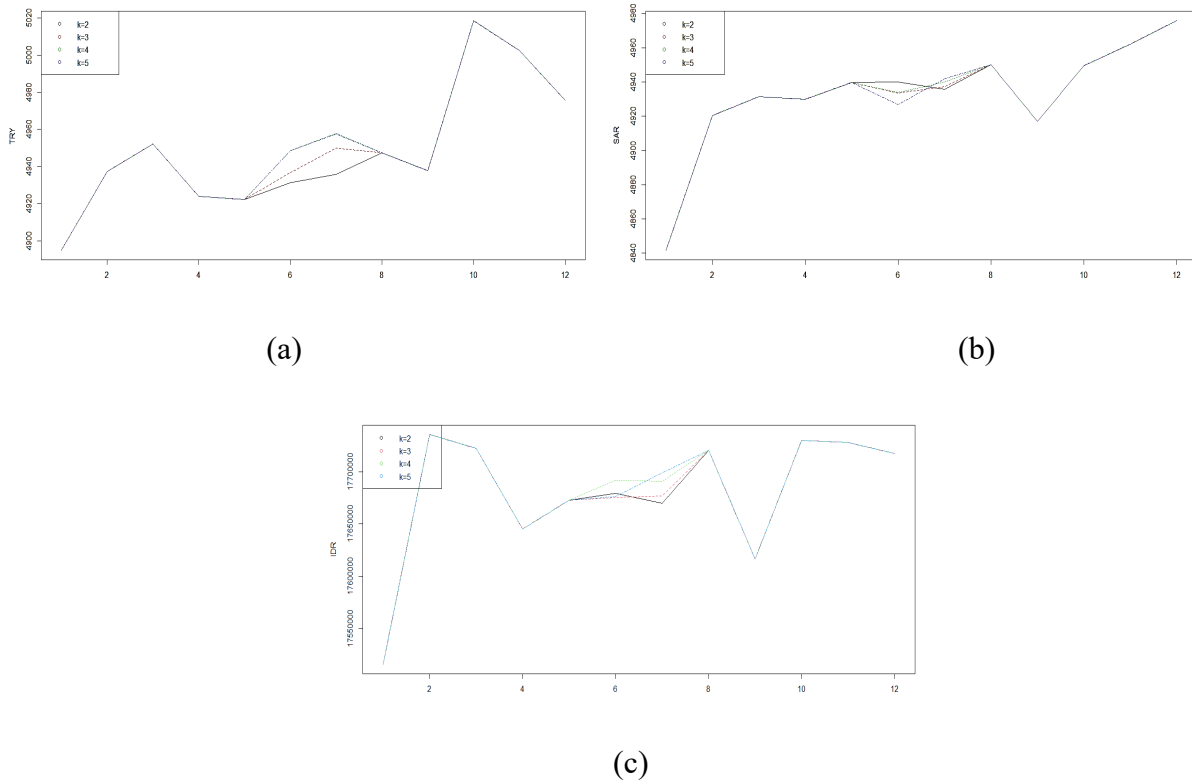 k=2
k=3
k=4
k=5
TRY
5020
5000
4980
4960
4940
4920
4900
2 4 6 8 10 12
(a)
k=2
k=3
k=4
k=5
SAR
4980
4960
4940
4920
4900
4880
4860
4840
2 4 6 8 10 12
(b)
k=2
k=3
k=4
k=5
IDR
17700000
17650000
17600000
17550000
2 4 6 8 10 12
(c)